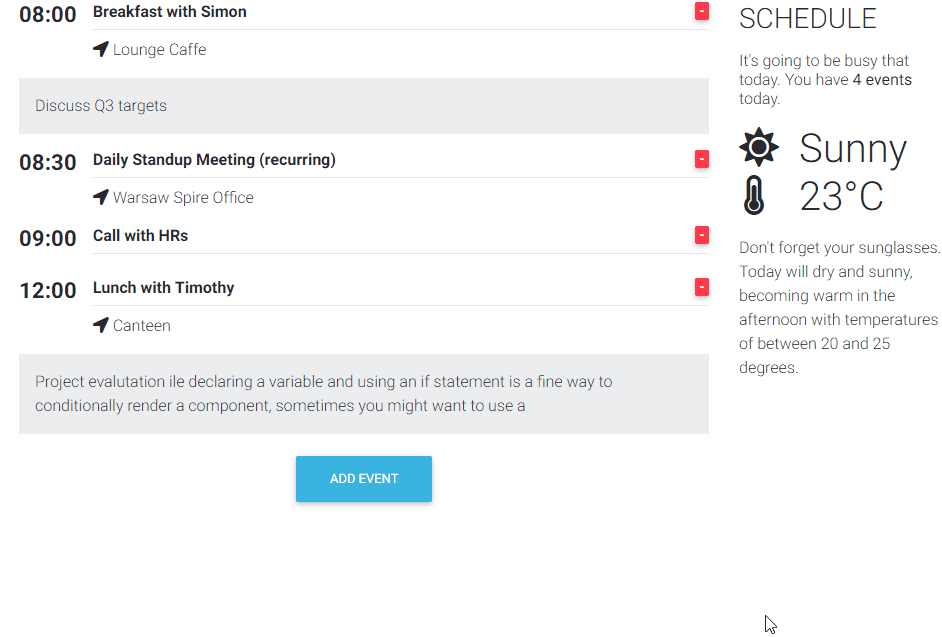 08:00 Breakfast with Simon -
Lounge Caffe
Discuss Q3 targets
08:30 Daily Standup Meeting (recurring) -
Warsaw Spire Office
09:00 Call with HRs -
12:00 Lunch with Timothy -
Canteen
Project evalutation ile declaring a variable and using an if statement is a fine way to
conditionally render a component, sometimes you might want to use a
ADD EVENT
SCHEDULE
It's going to be busy that
today. You have 4 events
today.
Sunny
23°C
Don't forget your sunglasses.
Today will dry and sunny,
becoming warm in the
afternoon with temperatures
of between 20 and 25
degrees.